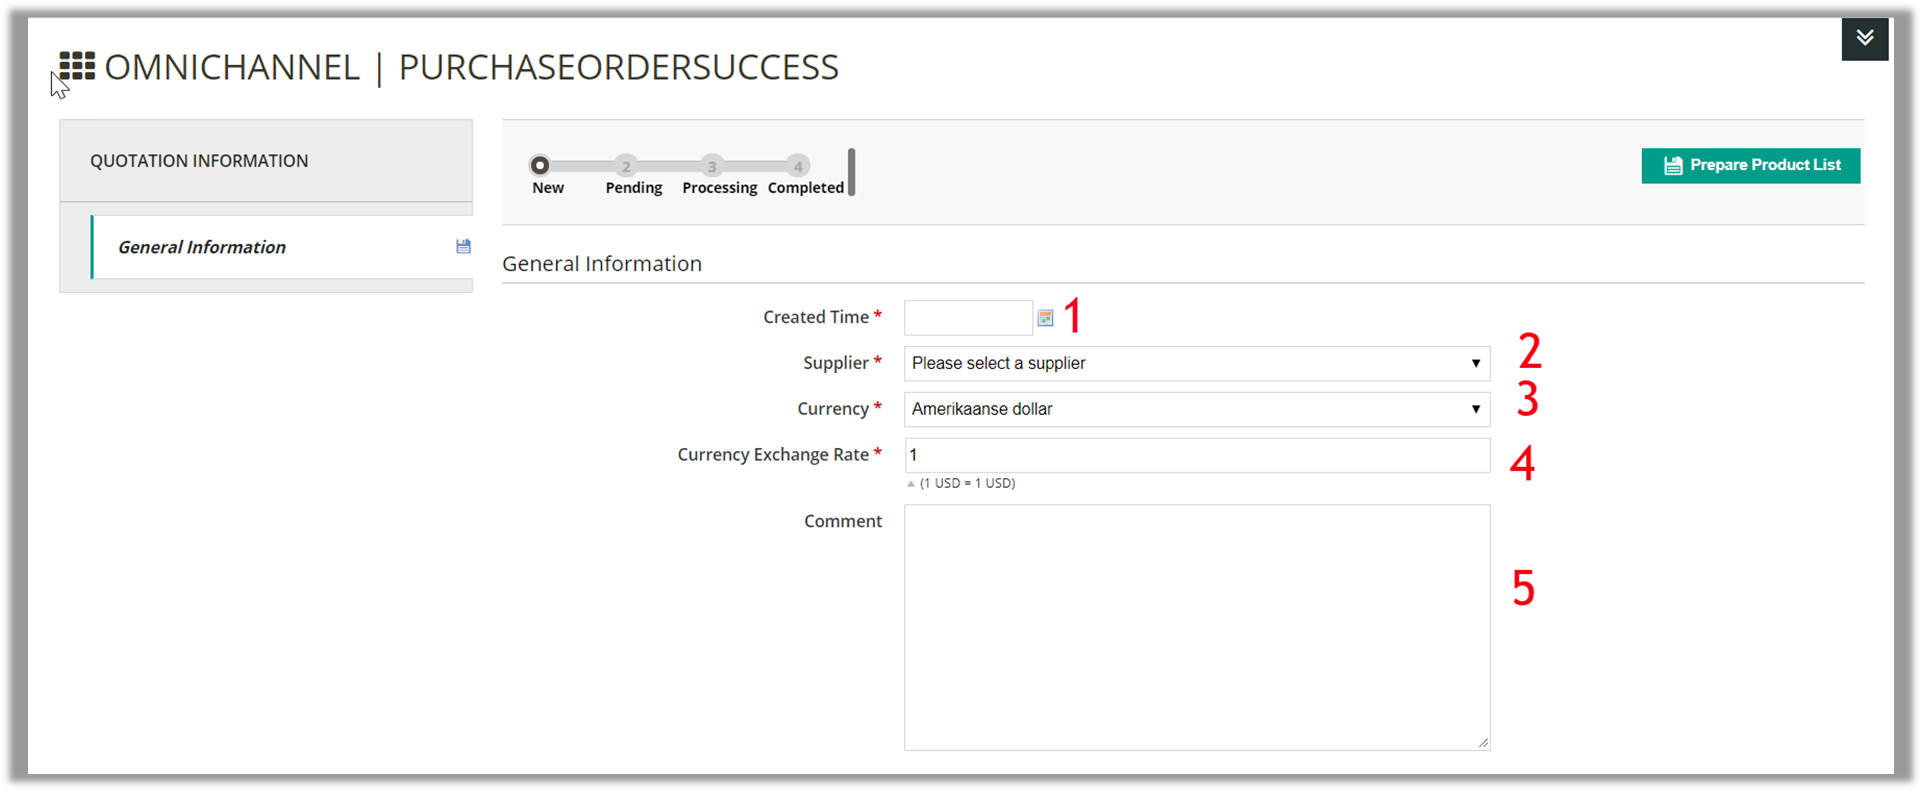 OMNICHANNEL | PURCHASEORDERSUCCESS
QUOTATION INFORMATION
General Information
2 3 4
New Pending Processing Completed
Prepare Product List
General Information
Created Time * 1
Supplier * Please select a supplier 2
Currency * Amerikaanse dollar 3
Currency Exchange Rate * 1 4
(1 USD = 1 USD)
Comment
5